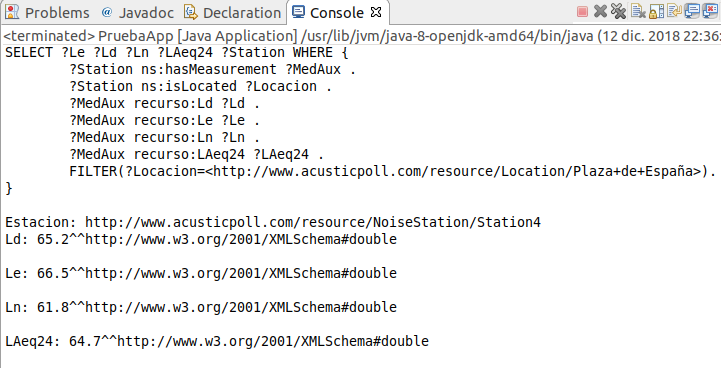 Problems @ Javadoc Declaration Console
<terminated> PruebaApp [Java Application] /usr/lib/jvm/java-8-openjdk-amd64/bin/java (12 dic. 2018 22:36:
SELECT ?Le ?Ld ?Ln ?LAeq24 ?Station WHERE {
?Station ns:hasMeasurement ?MedAux .
?Station ns:isLocated ?Locacion .
?MedAux recurso:Ld ?Ld .
?MedAux recurso:Le ?Le .
?MedAux recurso:Ln ?Ln .
?MedAux recurso:LAeq24 ?LAeq24 .
FILTER(?Locacion=<http://www.acusticpoll.com/resource/Location/Plaza+de+España>).
}
Estacion: http://www.acusticpoll.com/resource/NoiseStation/Station4
Ld: 65.2^^http://www.w3.org/2001/XMLSchema#double
Le: 66.5^^http://www.w3.org/2001/XMLSchema#double
Ln: 61.8^^http://www.w3.org/2001/XMLSchema#double
LAeq24: 64.7^^http://www.w3.org/2001/XMLSchema#double